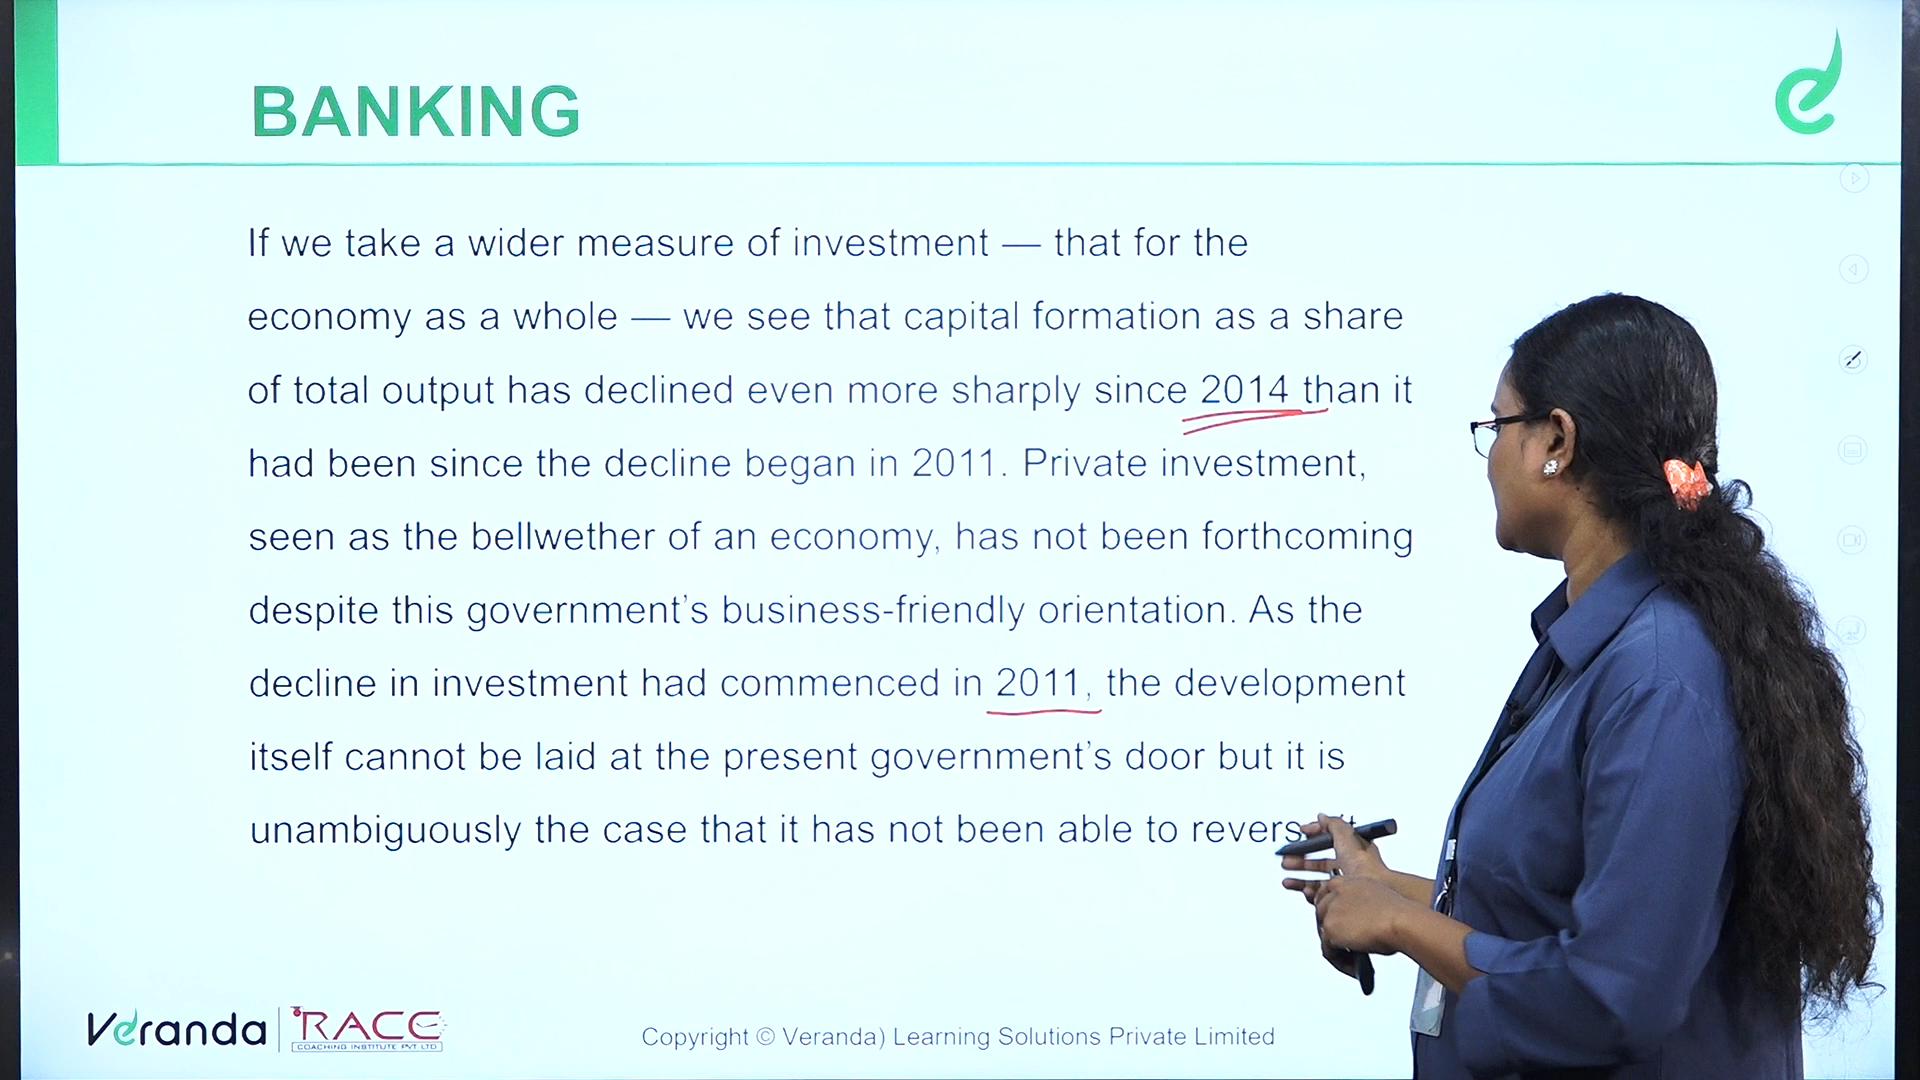 BANKING
If we take a wider measure of investment — that for the
economy as a whole — we see that capital formation as a share
of total output has declined even more sharply since 2014 than it
had been since the decline began in 2011. Private investment,
seen as the bellwether of an economy, has not been forthcoming
despite this government’s business-friendly orientation. As the
decline in investment had commenced in 2011, the development
itself cannot be laid at the present government’s door but it is
unambiguously the case that it has not been able to reverse it.
Veranda RACE
COACHING INSTITUTE PVT. LTD
Copyright © Veranda) Learning Solutions Private Limited